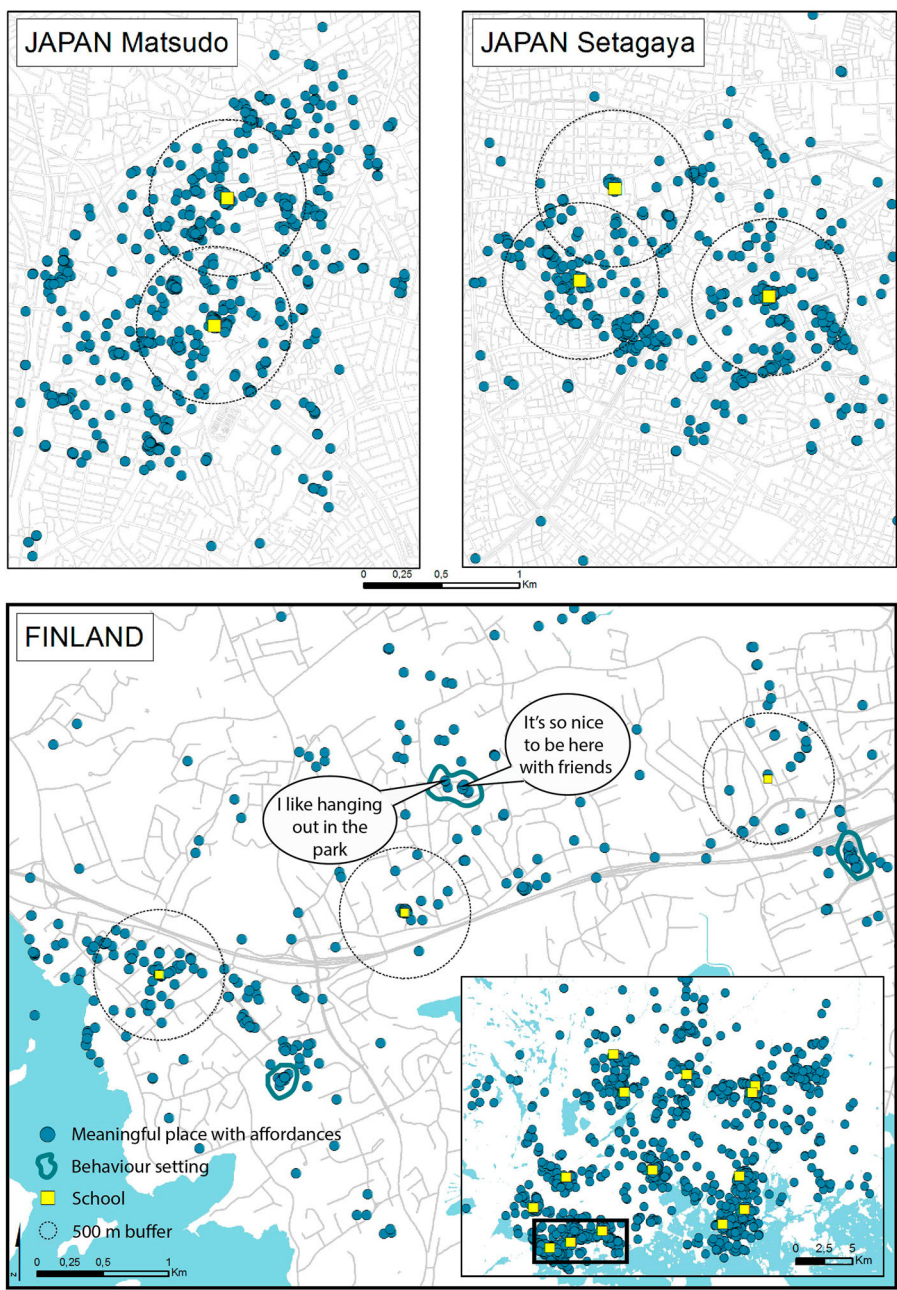 JAPAN Matsudo
JAPAN Setagaya
0 0,25 0,5 1
Km
FINLAND
It's so nice
to be here
with friends
I like hanging
out in the
park
Meaningful place with affordances
Behaviour setting
School
500 m buffer
N
0 0,25 0,5 1
Km
0 2.5 5
Km